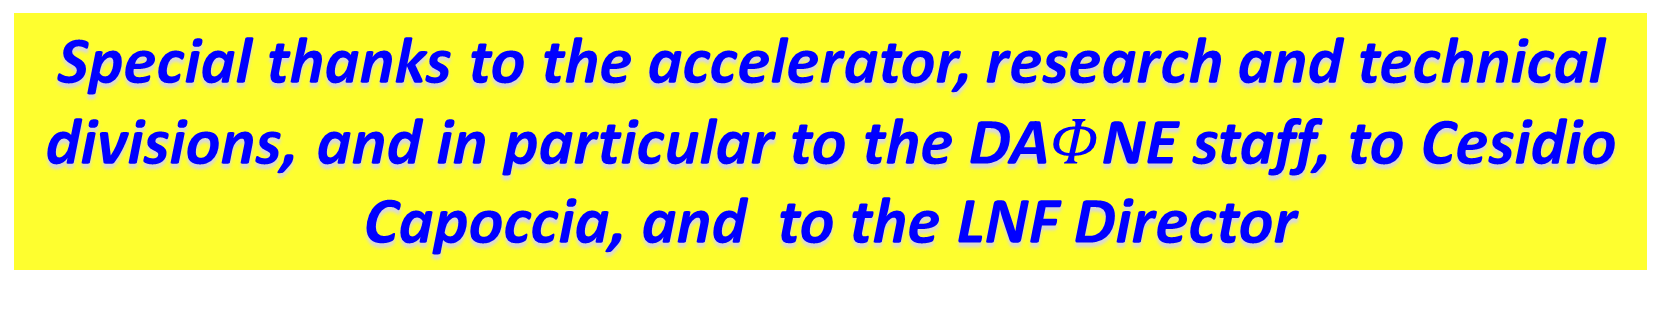 Special thanks to the accelerator, research and technical
divisions, and in particular to the DAΦNE staff, to Cesidio
Capoccia, and  to the LNF Director